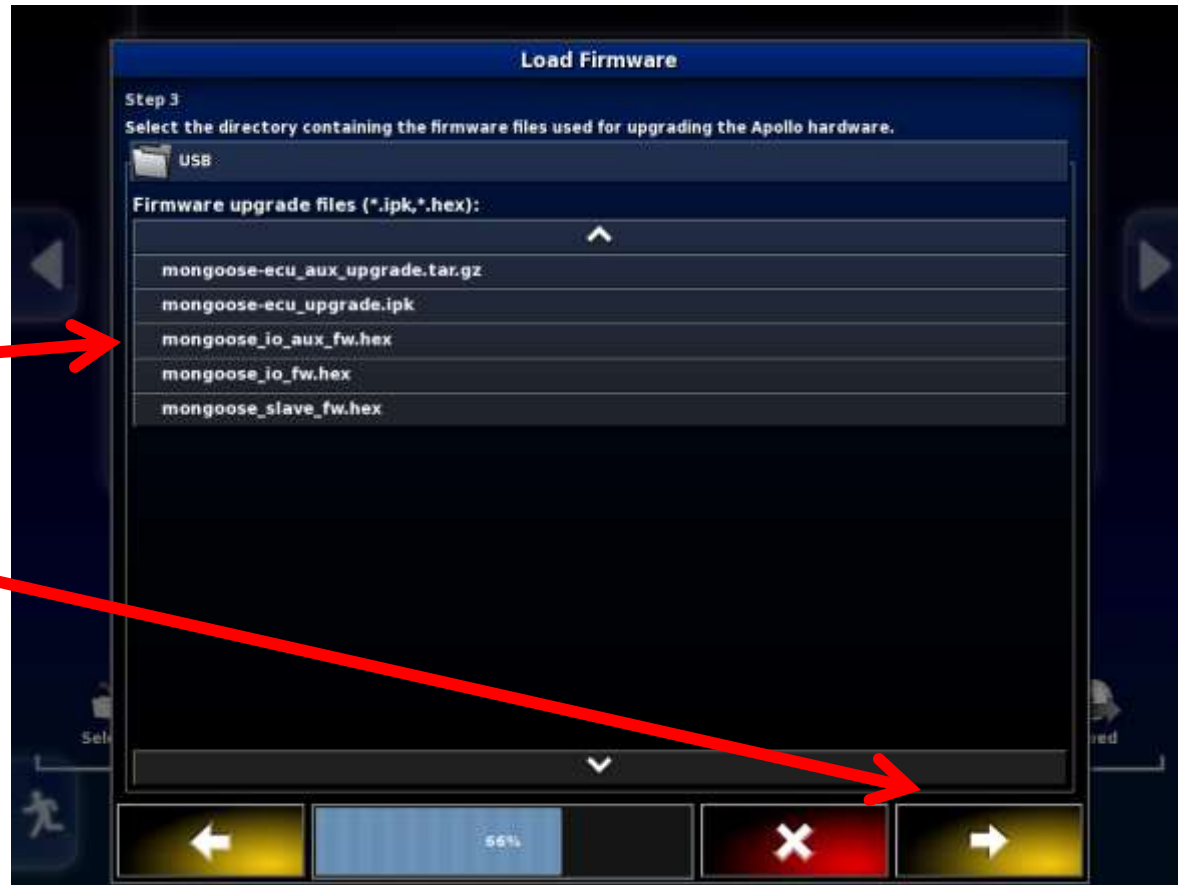 Load Firmware
Step 3
Select the directory containing the firmware files used for upgrading the Apollo hardware.
USB
Firmware upgrade files (*.ipk,*.hex):
mongoose-ecu_aux_upgrade.tar.gz
mongoose-ecu_upgrade.ipk
mongoose_io_aux_fw.hex
mongoose_io_fw.hex
mongoose_slave_fw.hex
66%